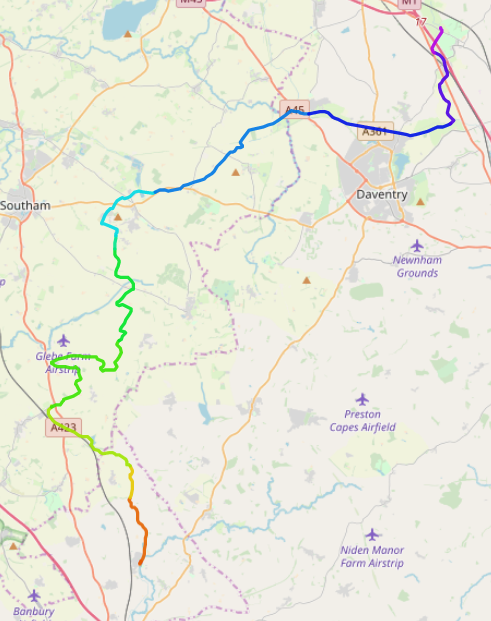 M45
M1
17
A45
A361
Southam
Daventry
Newnham
Grounds
Glebe Farm
Airstrip
Preston
Capes Airfield
A423
Niden Manor
Farm Airstrip
Banbury